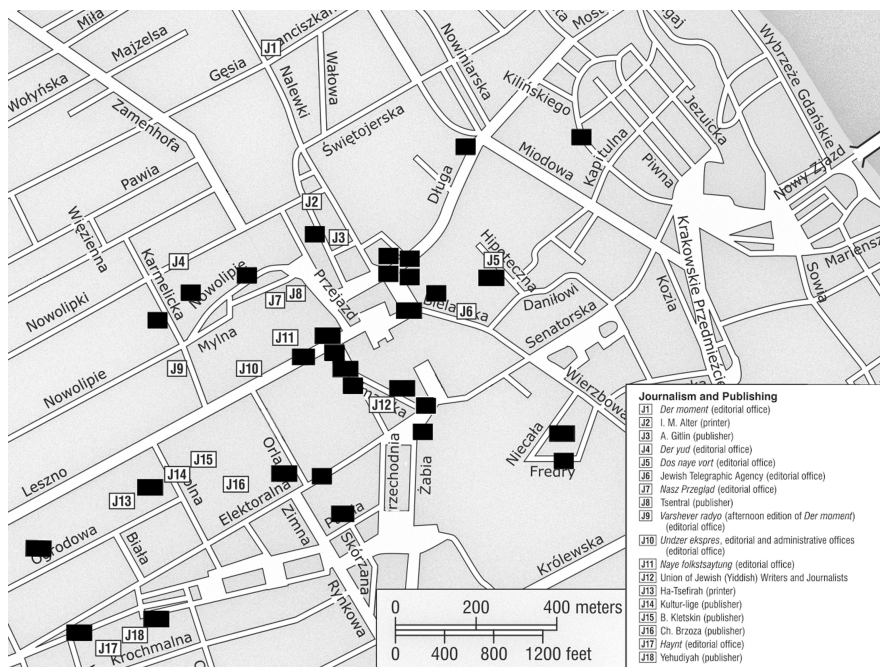 Miła
Majzelsa
Wołyńska
Gęsia
J1
Nalewki
Wałowa
Nowiniarska
Kilińskiego
Wybrzeże Gdańskie
Zamenhofa
Świętojerska
Miodowa
Kapitulna
Piwna
Jezuicka
Nowy Zjazd
Pawia
Długa
Więzienna
J2
J3
J4
Karmelicka
Nowolipie
J7
J8
Przejazd
Hipoteczna
J5
J6
Daniłowi
Senatorska
Kozia
Krakowskie Przedmieście
Sowia
Nowolipki
Mylna
J11
J9
J10
Nowolipie
J12
Wierzbowa
Niecała
Fredry
Leszno
J15
J14
J13
J16
Orla
Elektoralna
Zimna
Żabia
Ogrodowa
Biała
Skórzana
Rynkowa
Królewska
J18
J17
Krochmalna
0 200 400 meters
0 400 800 1200 feet
Journalism and Publishing
J1 Der moment (editorial office)
J2 I. M. Alter (printer)
J3 A. Gitlin (publisher)
J4 Der yud (editorial office)
J5 Dos naye vort (editorial office)
J6 Jewish Telegraphic Agency (editorial office)
J7 Nasz Przegląd (editorial office)
J8 Tsentral (publisher)
J9 Varshever radyo (afternoon edition of Der moment)
(editorial office)
J10 Undzer ekspres, editorial and administrative offices
(editorial office)
J11 Naye folkstsaytung (editorial office)
J12 Union of Jewish (Yiddish) Writers and Journalists
J13 Ha-Tsefirah (printer)
J14 Kultur-lige (publisher)
J15 B. Kletskin (publisher)
J16 Ch. Brzoza (publisher)
J17 Haynt (editorial office)
J18 Yehudiyah (publisher)